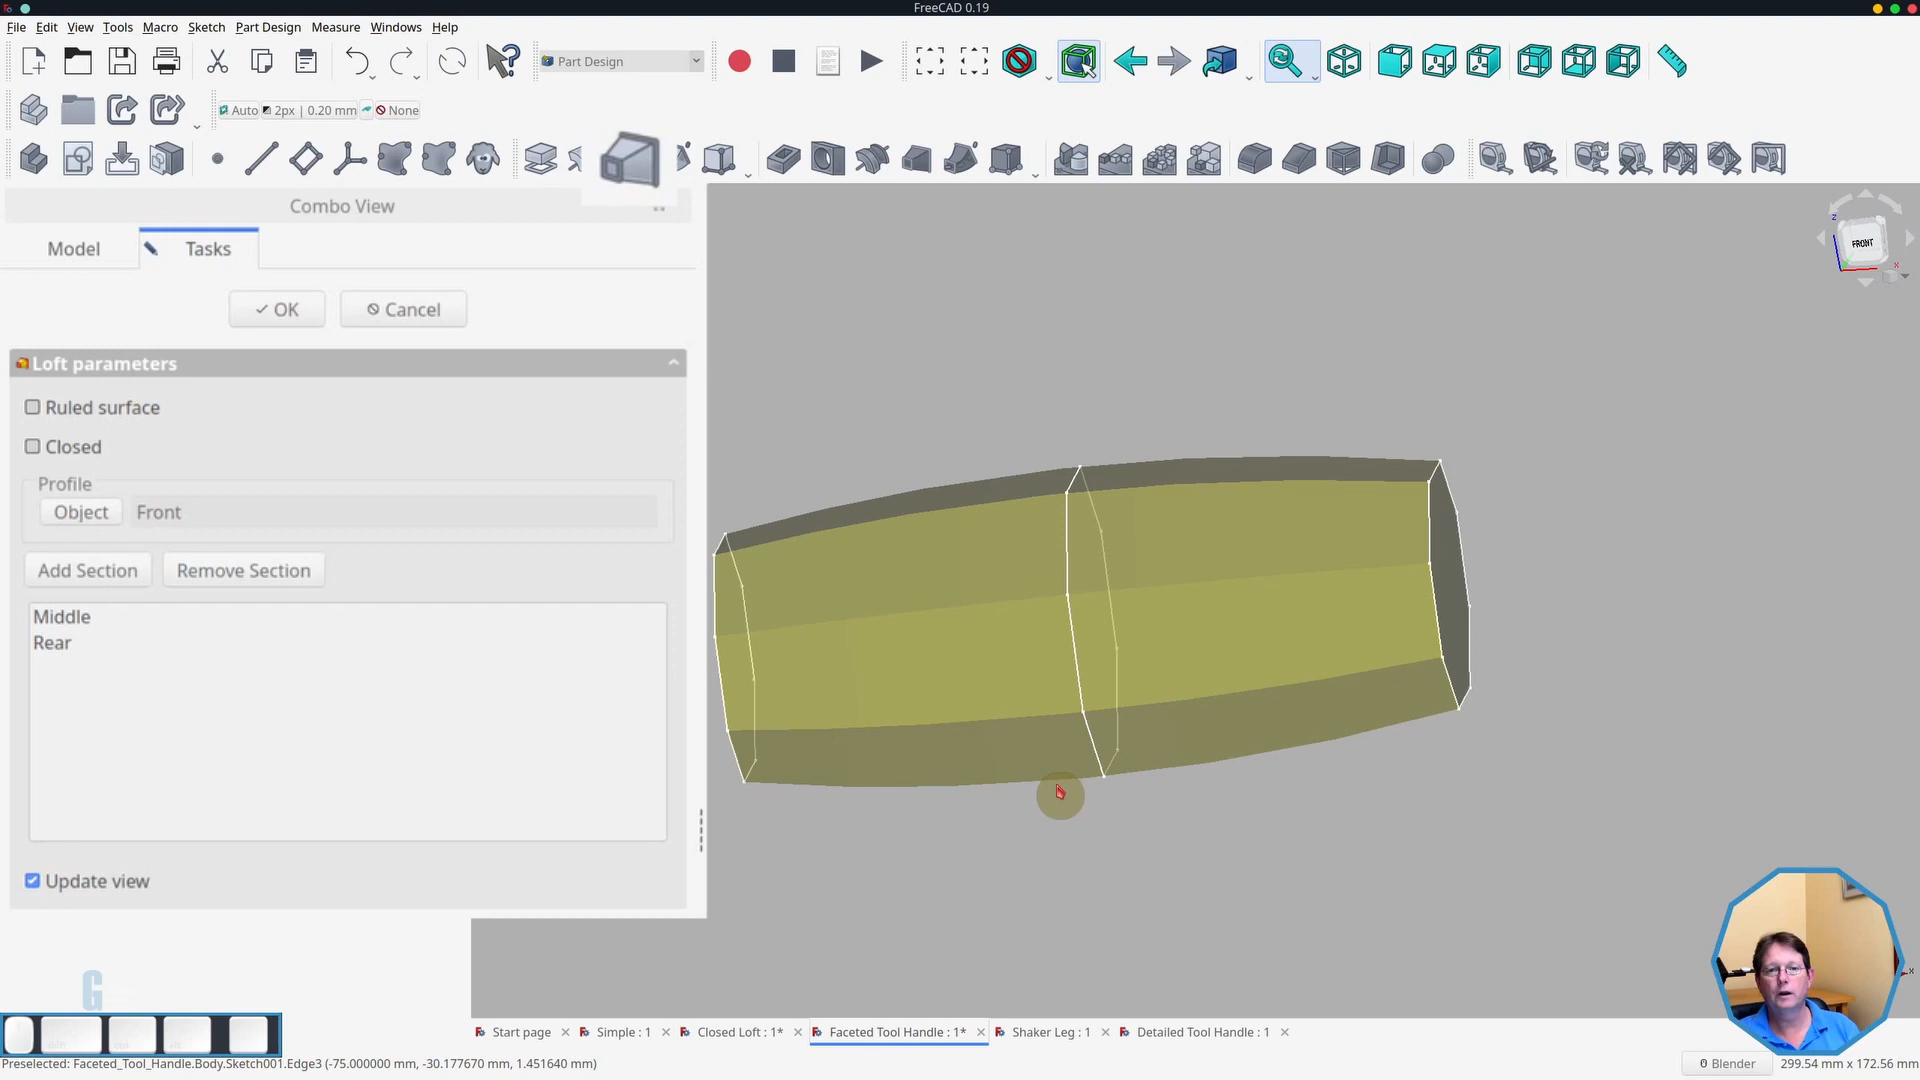 FreeCAD 0.19
File Edit View Tools Macro Sketch Part Design Measure Windows Help
Part Design
Auto 2px | 0.20 mm None
Combo View
Model Tasks
OK Cancel
Loft parameters
Ruled surface
Closed
Profile
Object Front
Add Section Remove Section
Middle
Rear
Update view
FRONT
z
x
G
Start page Simple : 1 Closed Loft : 1* Faceted Tool Handle : 1* Shaker Leg : 1 Detailed Tool Handle : 1
Preselected: Faceted_Tool_Handle.Body.Sketch001.Edge3 (-75.000000 mm, -30.177670 mm, 1.451640 mm)
Blender 299.54 mm x 172.56 mm